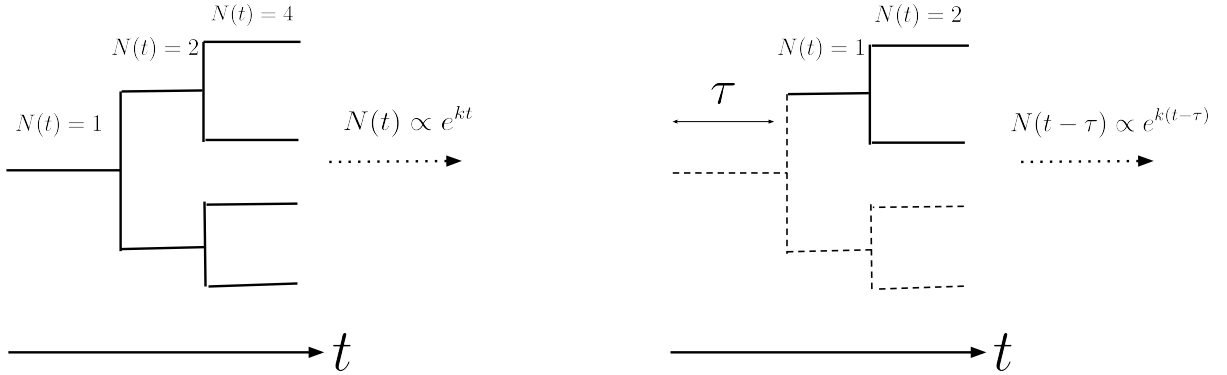 N(t) = 4
N(t) = 2
N(t) = 1
N(t) ∝ e^{kt}
t
N(t) = 2
N(t) = 1
τ
N(t − τ) ∝ e^{k(t−τ)}
t